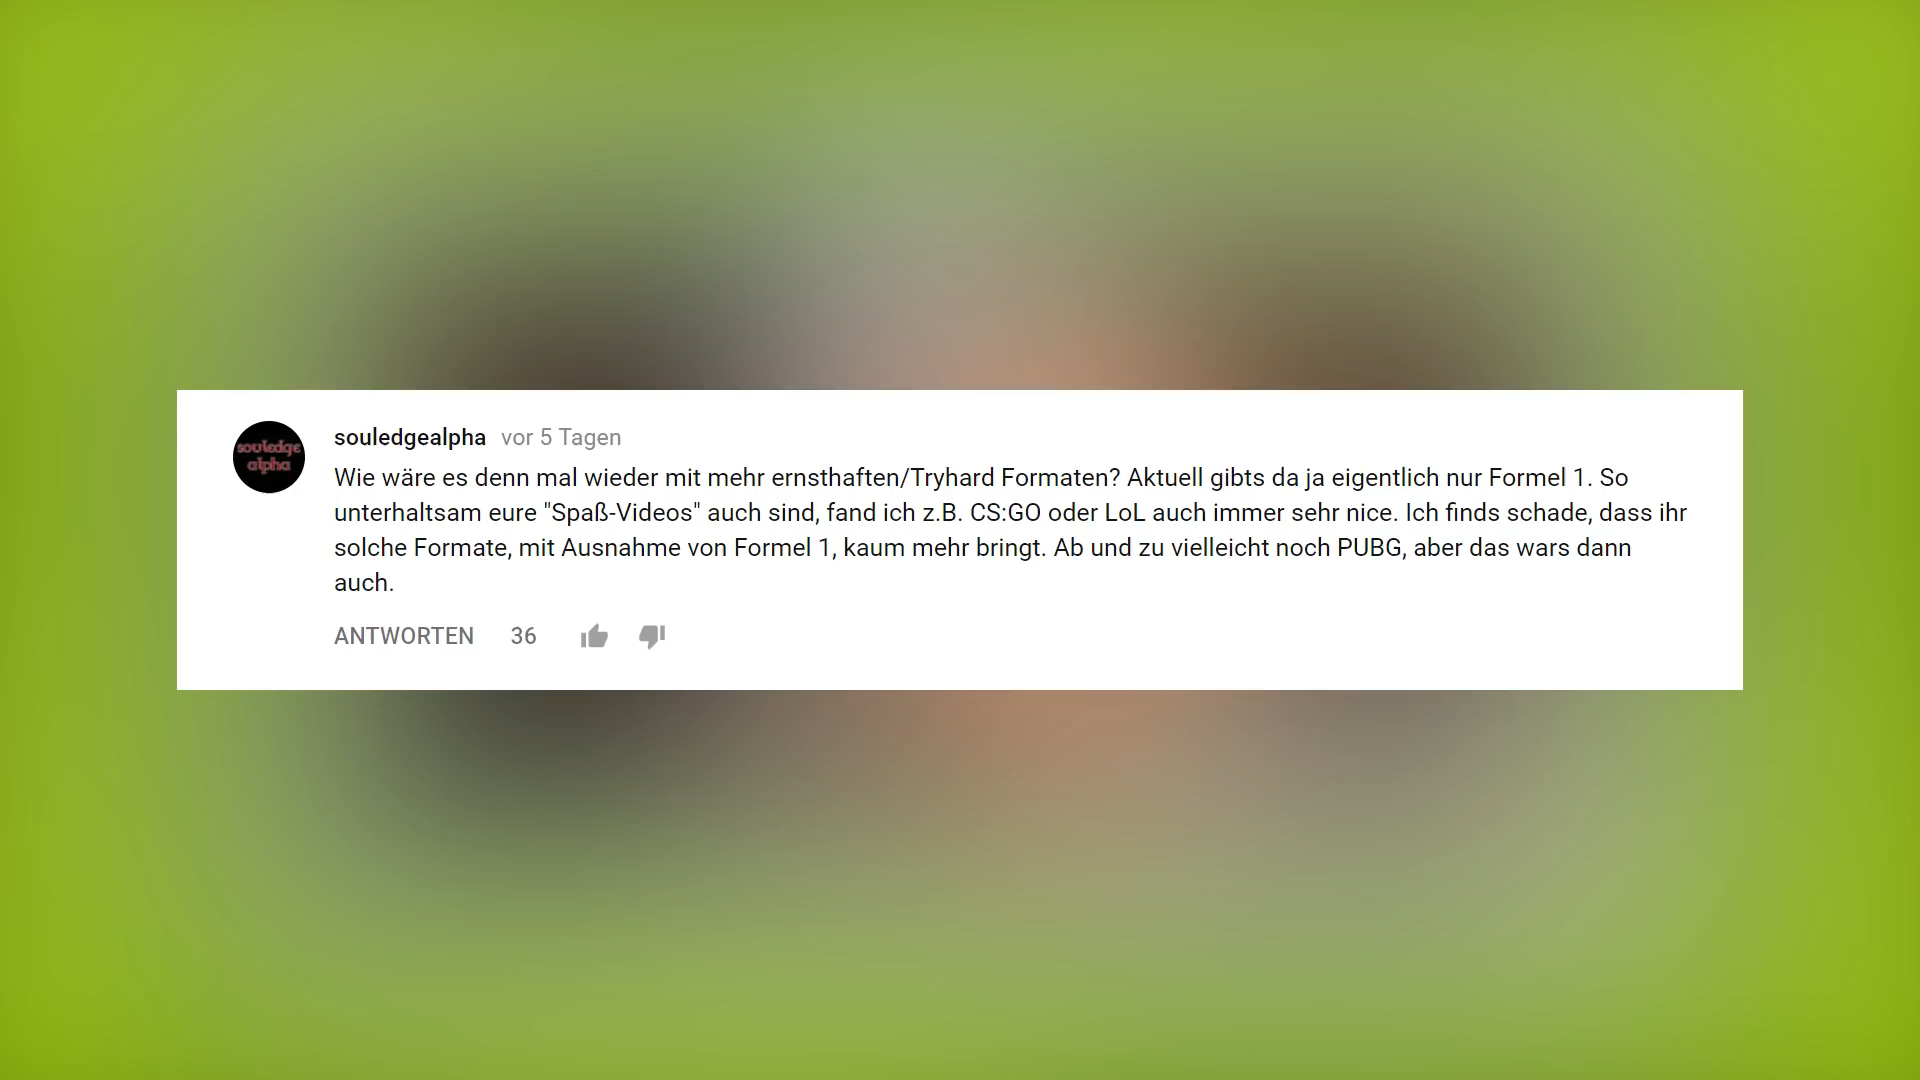 souledge
alpha
souledgealpha vor 5 Tagen
Wie wäre es denn mal wieder mit mehr ernsthaften/Tryhard Formaten? Aktuell gibts da ja eigentlich nur Formel 1. So
unterhaltsam eure "Spaß-Videos" auch sind, fand ich z.B. CS:GO oder LoL auch immer sehr nice. Ich finds schade, dass ihr
solche Formate, mit Ausnahme von Formel 1, kaum mehr bringt. Ab und zu vielleicht noch PUBG, aber das wars dann
auch.
ANTWORTEN 36